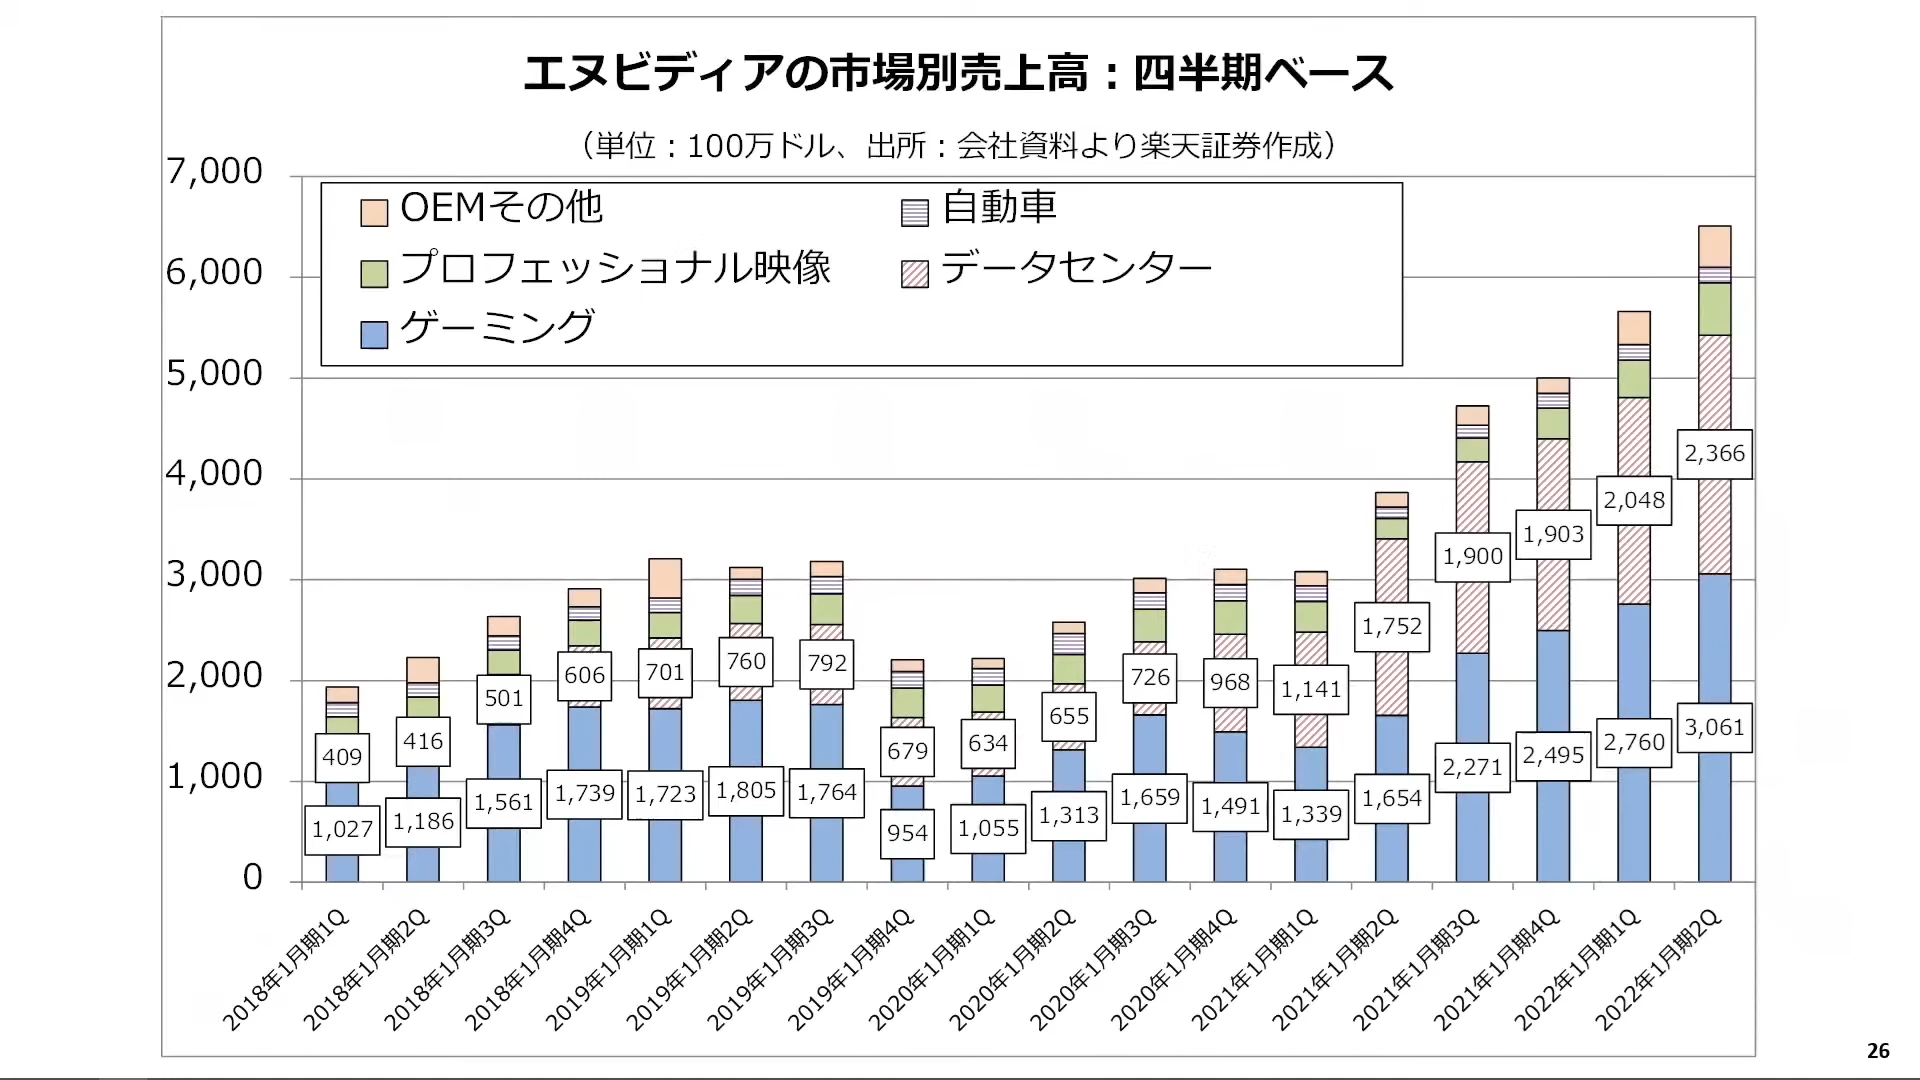 エヌビディアの市場別売上高：四半期ベース
（単位：100万ドル、出所：会社資料より楽天証券作成）
7,000
6,000
5,000
4,000
3,000
2,000
1,000
0
OEMその他
自動車
プロフェッショナル映像
データセンター
ゲーミング
409
416
501
606
701
760
792
679
634
655
726
968
1,141
1,752
1,900
1,903
2,048
2,366
1,027
1,186
1,561
1,739
1,723
1,805
1,764
954
1,055
1,313
1,659
1,491
1,339
1,654
2,271
2,495
2,760
3,061
2018年1月期1Q
2018年1月期2Q
2018年1月期3Q
2018年1月期4Q
2019年1月期1Q
2019年1月期2Q
2019年1月期3Q
2019年1月期4Q
2020年1月期1Q
2020年1月期2Q
2020年1月期3Q
2020年1月期4Q
2021年1月期1Q
2021年1月期2Q
2021年1月期3Q
2021年1月期4Q
2022年1月期1Q
2022年1月期2Q
26